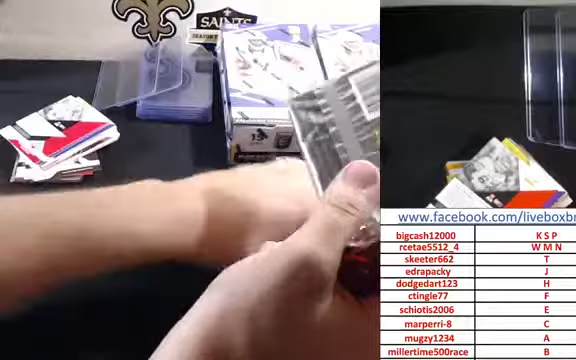 SAINTS
www.facebook.com/liveboxbr
bigcash12000 K S P
rcetae5512_4 W M N
skeeter662 T
edrapacky J
dodgedart123 H
ctingle77 F
schiotis2006 E
marperri-8 C
mugzy1234 A
millertime500race B